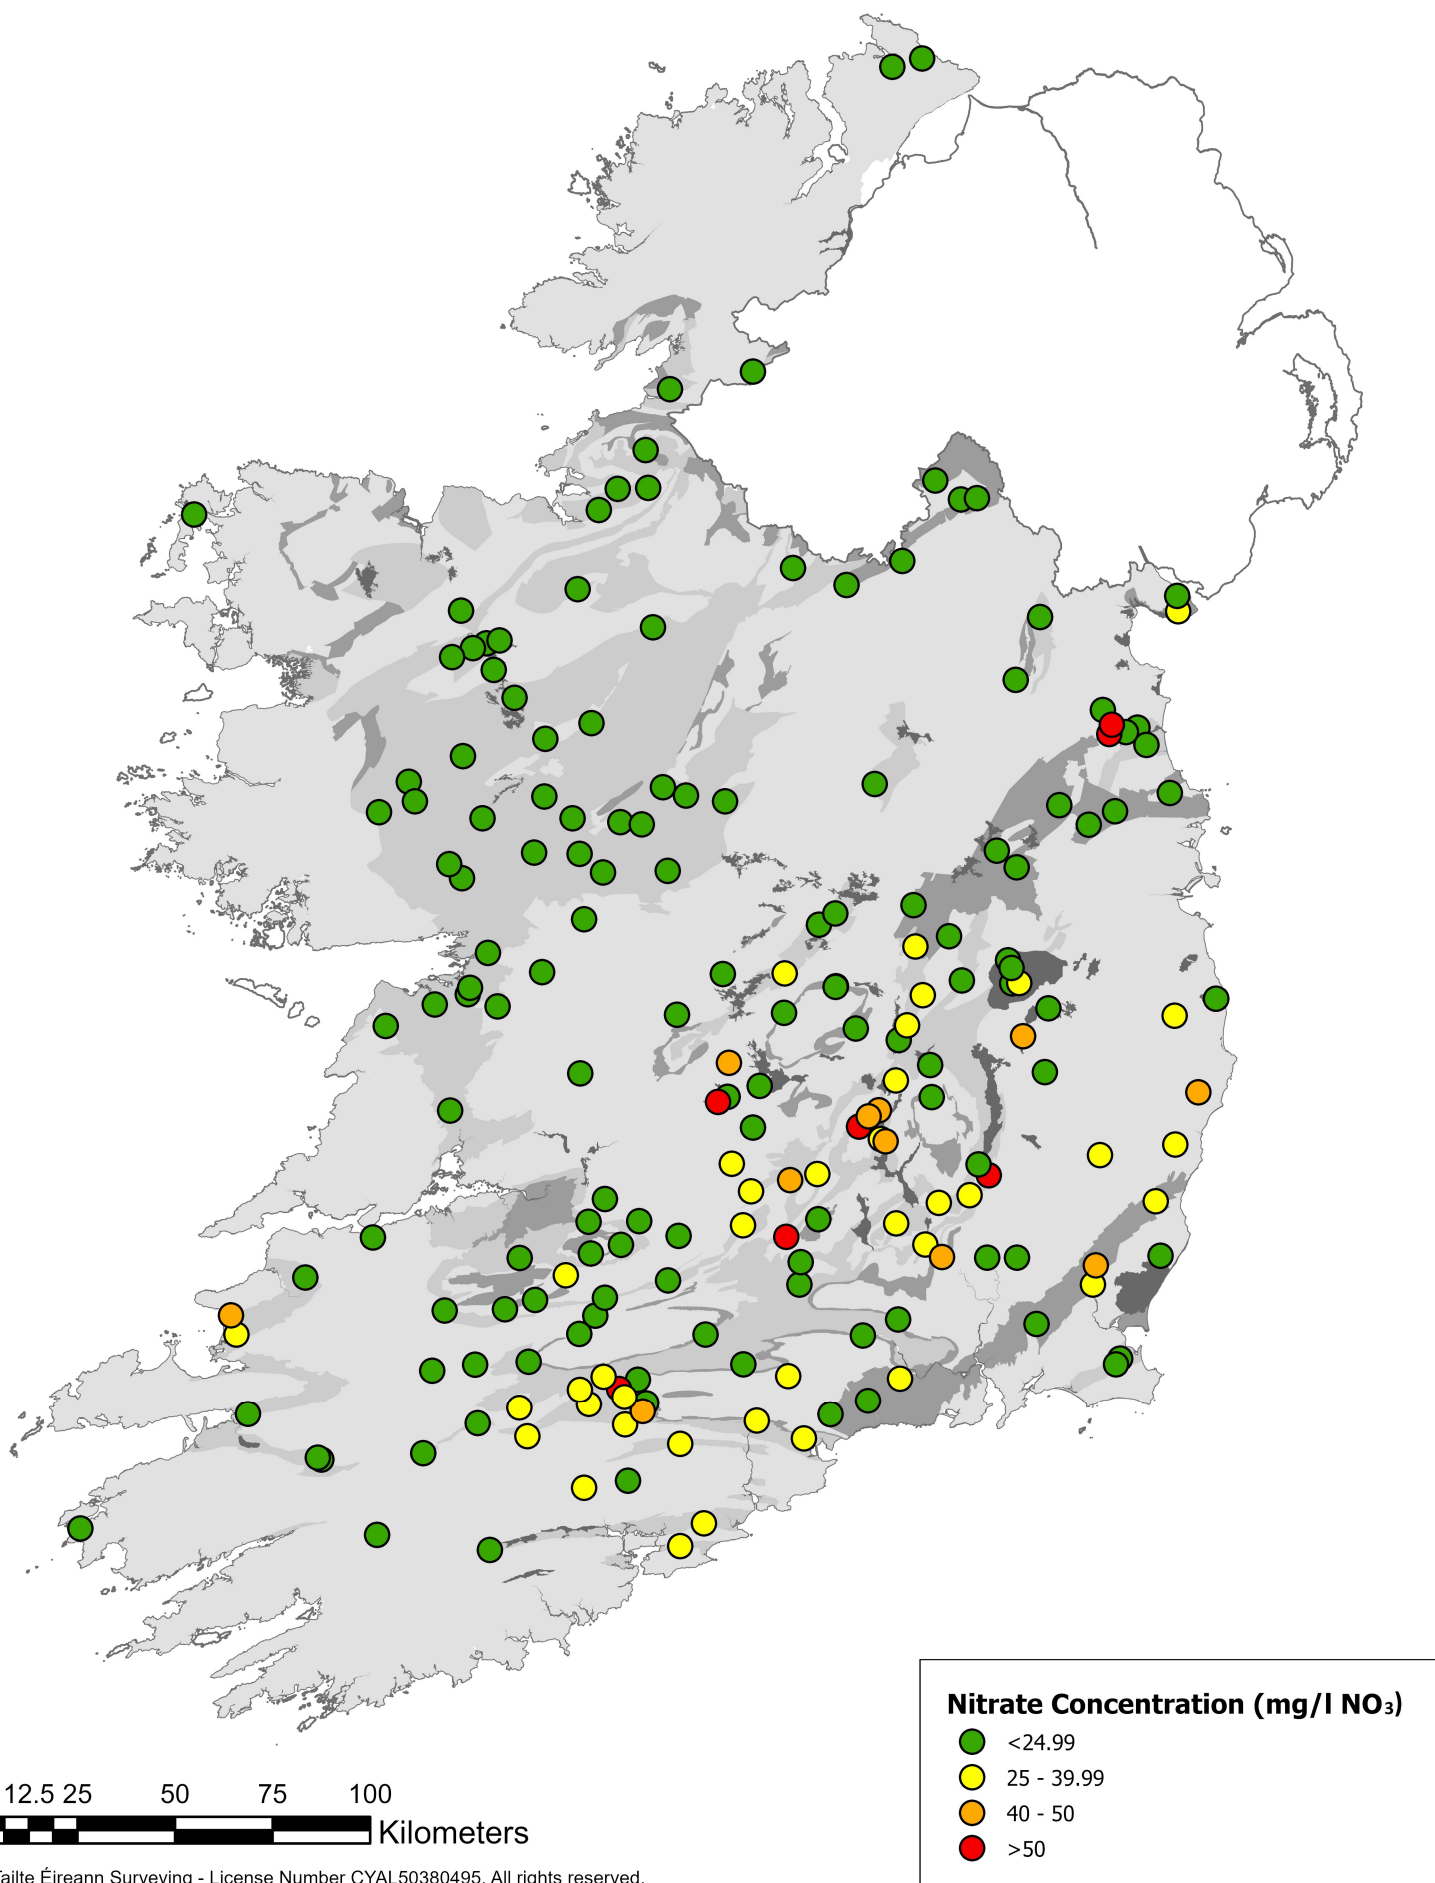 Nitrate Concentration (mg/l NO₃)
<24.99
25 - 39.99
40 - 50
>50
12.5 25 50 75 100
Kilometers
Tailte Éireann Surveying - License Number CYAL50380495. All rights reserved.